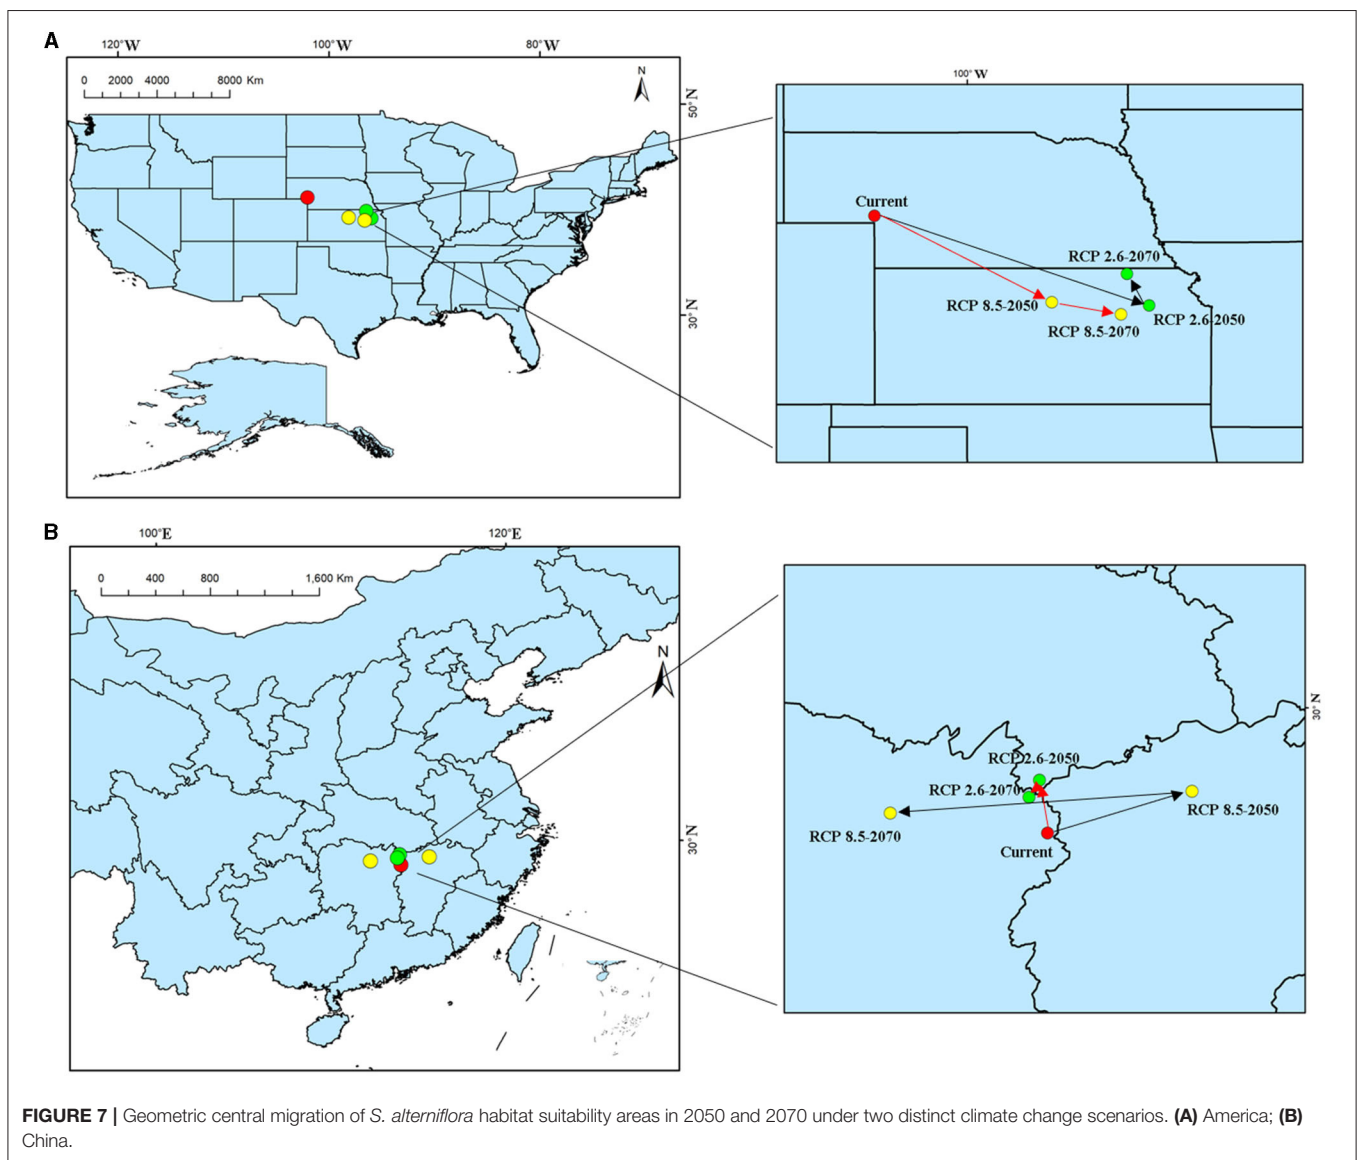 A
120°W
100°W
80°W
0 2000 4000 8000 Km
N
50°N
30°N
100°W
Current
RCP 2.6-2070
RCP 8.5-2050
RCP 2.6-2050
RCP 8.5-2070
B
100°E
120°E
0 400 800 1,600 Km
N
30°N
30°N
RCP 2.6-2050
RCP 2.6-2070
RCP 8.5-2050
RCP 8.5-2070
Current
FIGURE 7 | Geometric central migration of S. alterniflora habitat suitability areas in 2050 and 2070 under two distinct climate change scenarios. (A) America; (B)
China.